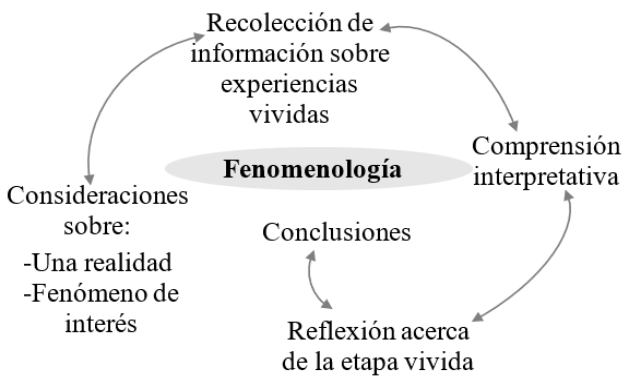 Recolección de
información sobre
experiencias
vividas
Comprensión
interpretativa
Fenomenología
Consideraciones
sobre:
-Una realidad
-Fenómeno de
interés
Conclusiones
Reflexión acerca
de la etapa vivida